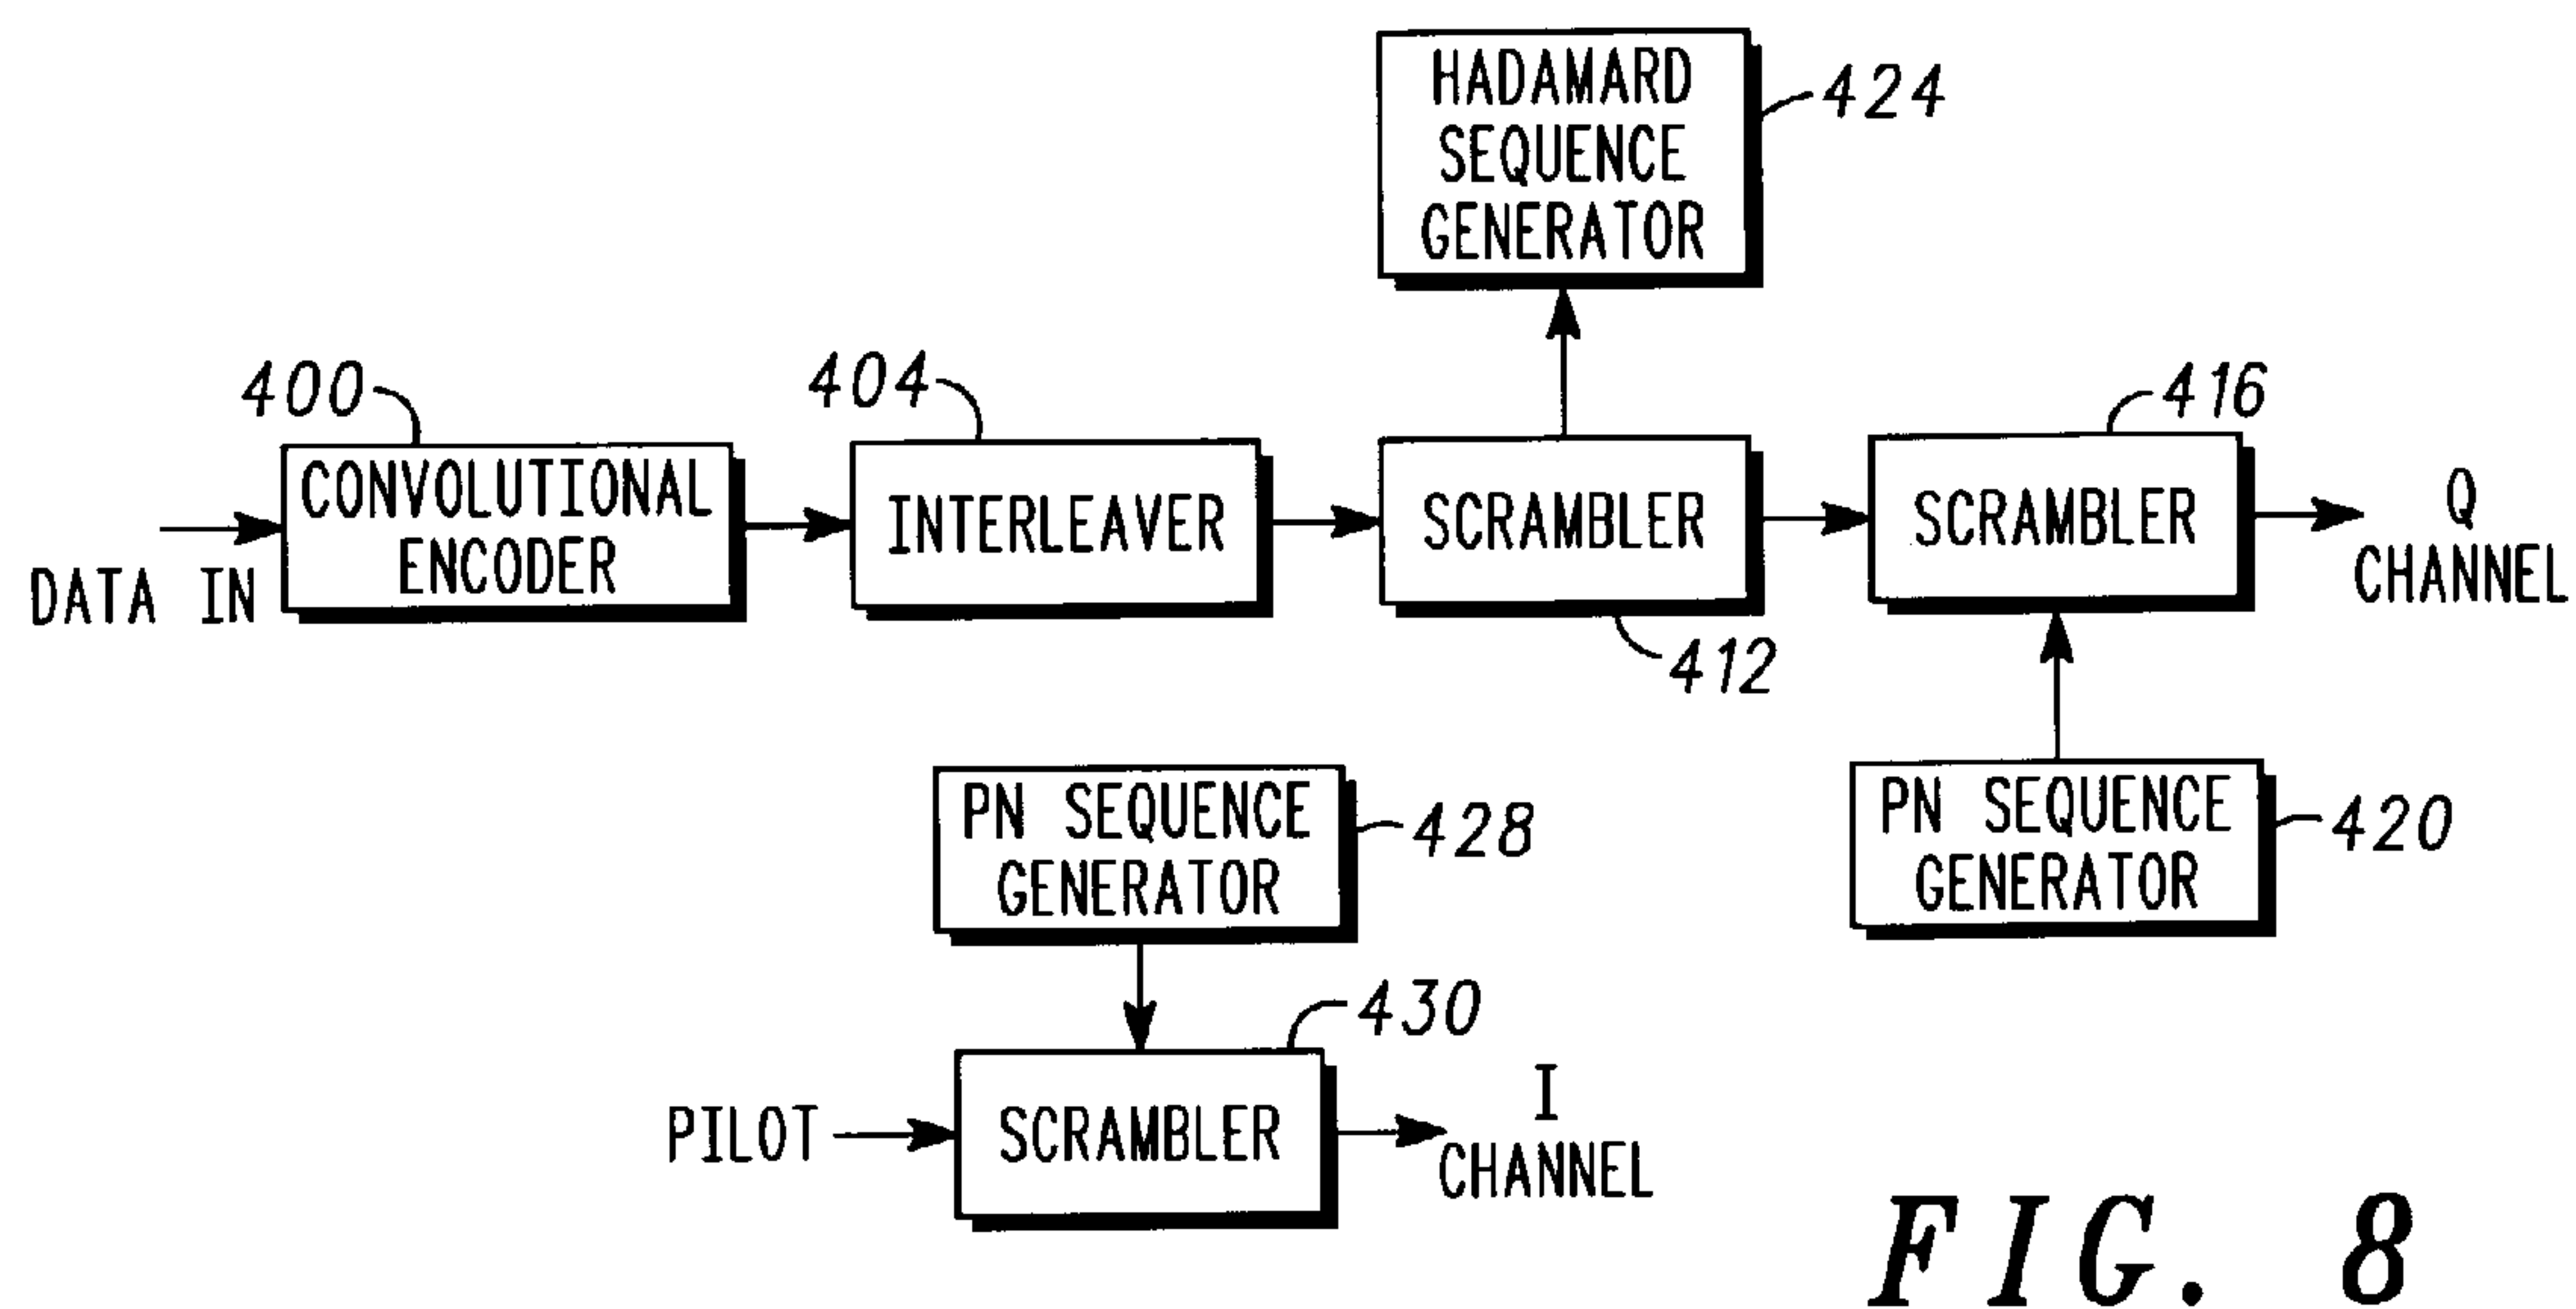 HADAMARD
SEQUENCE
GENERATOR
424
400
404
416
CONVOLUTIONAL
ENCODER
INTERLEAVER
SCRAMBLER
SCRAMBLER
Q
CHANNEL
DATA IN
412
PN SEQUENCE
GENERATOR
428
PN SEQUENCE
GENERATOR
420
430
PILOT
SCRAMBLER
I
CHANNEL
FIG. 8